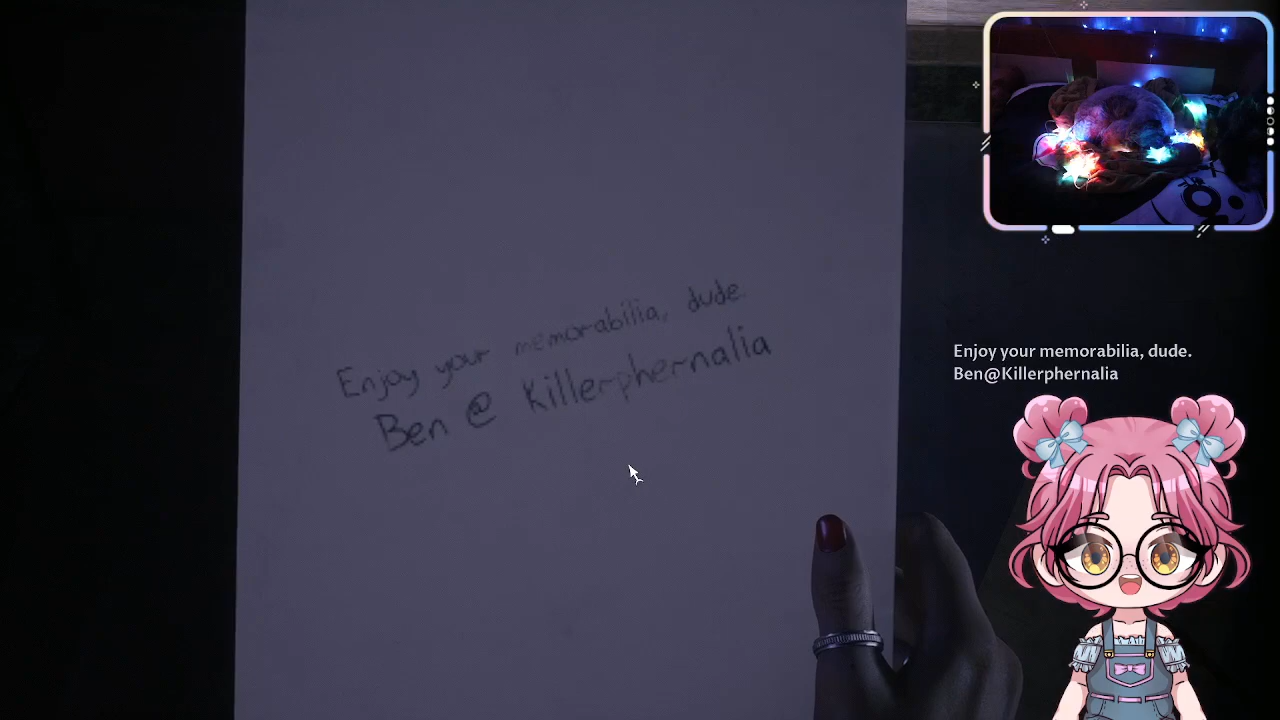 Enjoy your memorabilia, dude.
Ben @ Killerphernalia
Enjoy your memorabilia, dude.
Ben@Killerphernalia